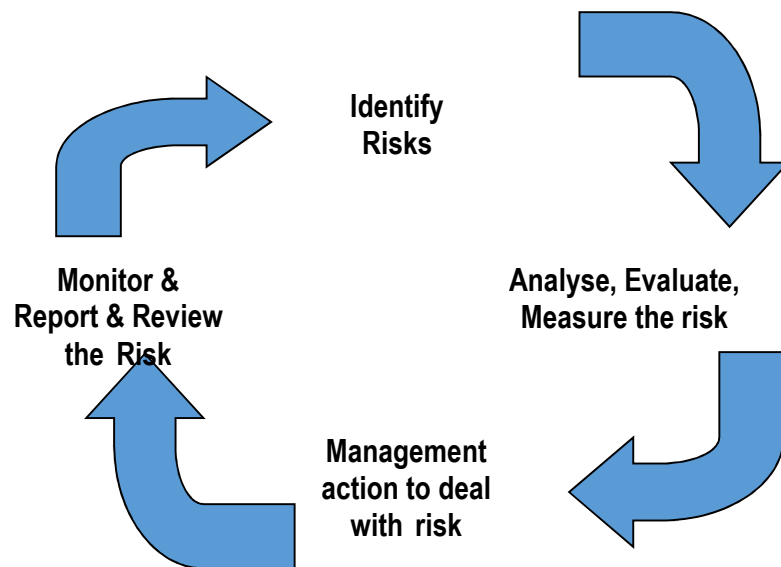 Identify
Risks
Analyse, Evaluate,
Measure the risk
Management
action to deal
with risk
Monitor &
Report & Review
the Risk